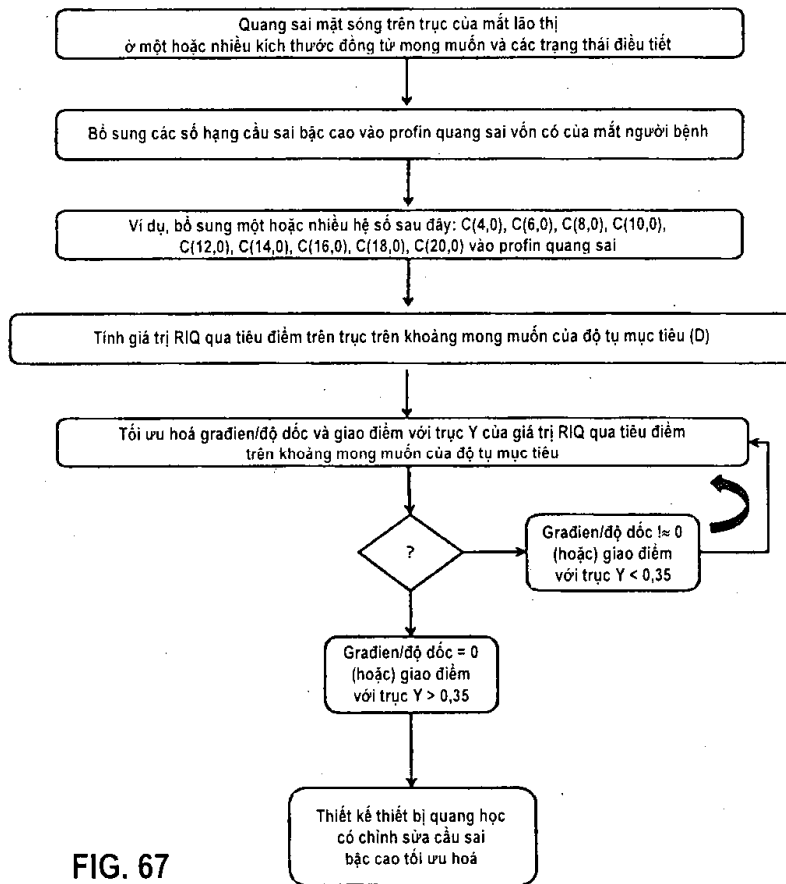 Quang sai mặt sóng trên trục của mắt lão thị
ở một hoặc nhiều kích thước đồng tử mong muốn và các trạng thái điều tiết
Bổ sung các số hạng cầu sai bậc cao vào profin quang sai vốn có của mắt người bệnh
Ví dụ, bổ sung một hoặc nhiều hệ số sau đây: C(4,0), C(6,0), C(8,0), C(10,0),
C(12,0), C(14,0), C(16,0), C(18,0), C(20,0) vào profin quang sai
Tính giá trị RIQ qua tiêu điểm trên trục trên khoảng mong muốn của độ tụ mục tiêu (D)
Tối ưu hoá građien/độ dốc và giao điểm với trục Y của giá trị RIQ qua tiêu điểm
trên khoảng mong muốn của độ tụ mục tiêu
?
Građien/độ dốc !≈ 0
(hoặc) giao điểm
với trục Y < 0,35
Građien/độ dốc = 0
(hoặc) giao điểm
với trục Y > 0,35
Thiết kế thiết bị quang học
có chỉnh sửa cầu sai
bậc cao tối ưu hoá
FIG. 67